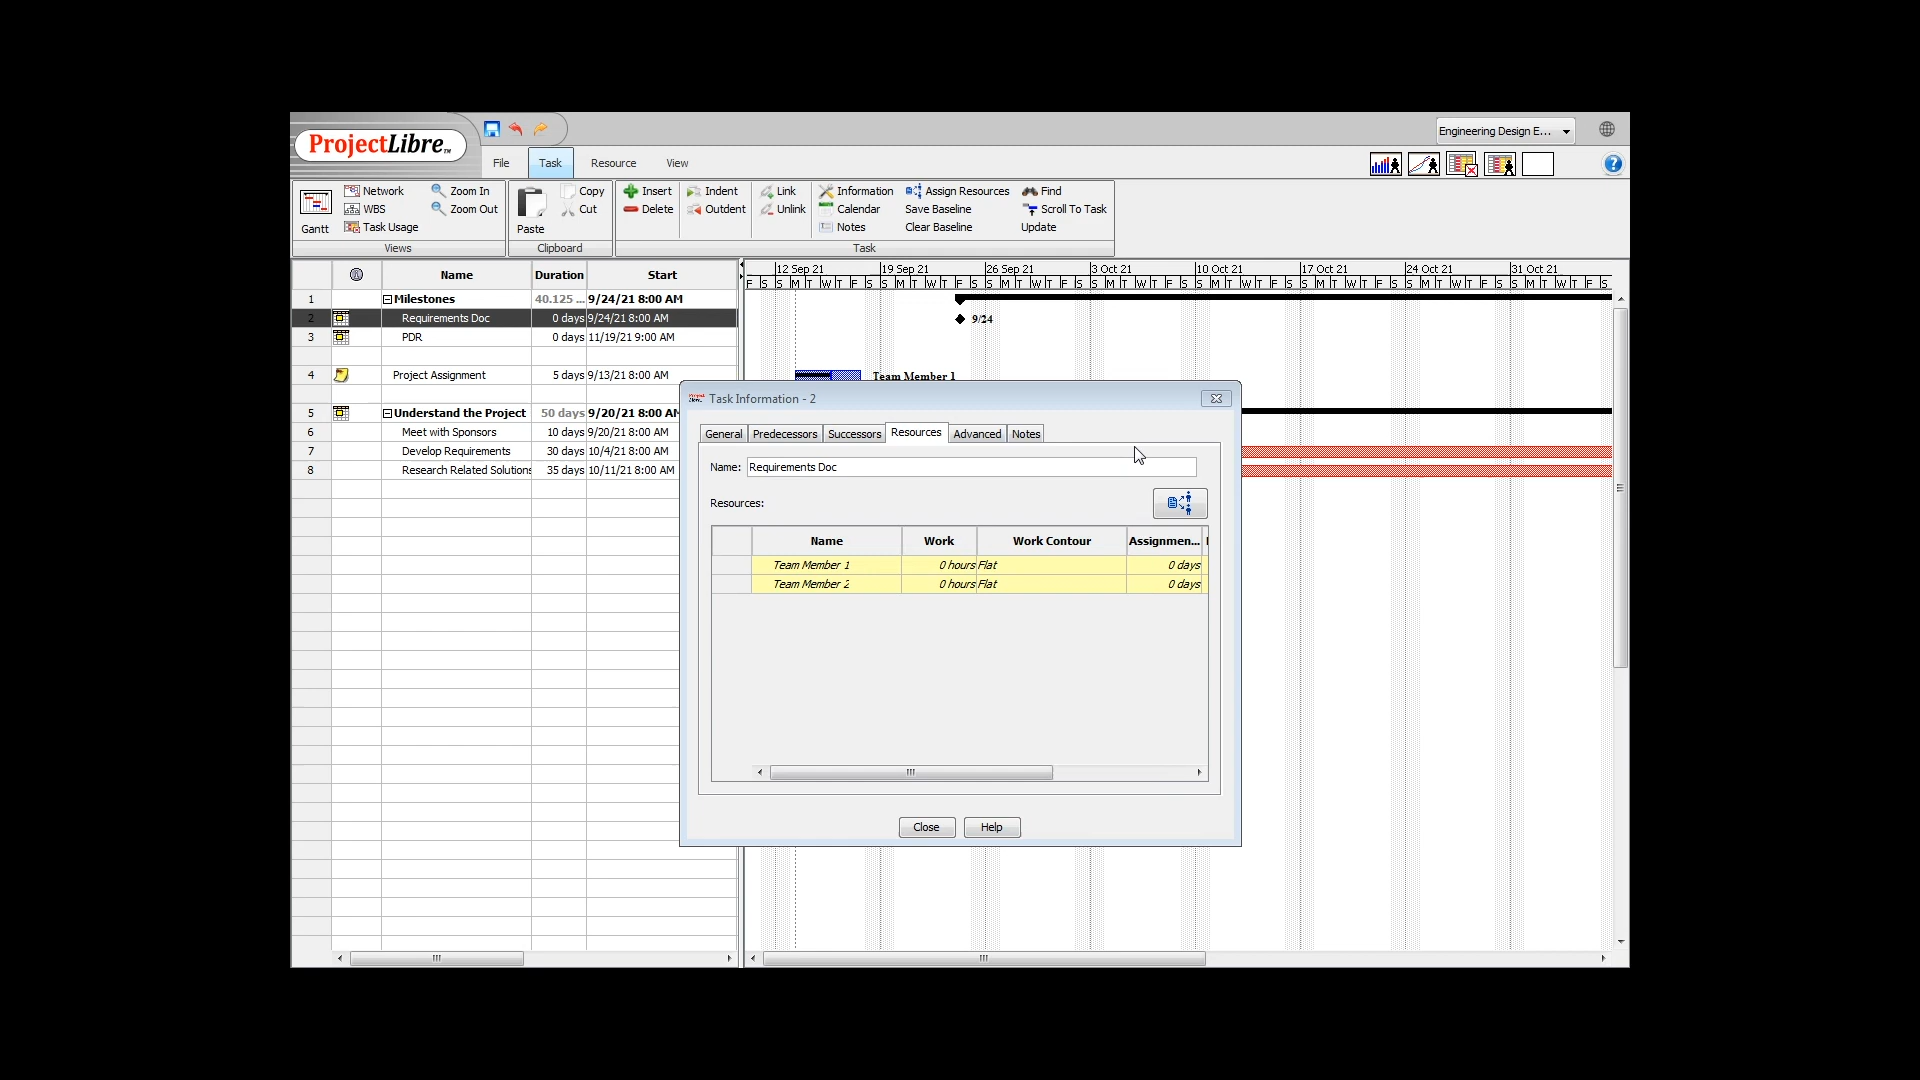 ProjectLibre™
Engineering Design E...
File Task Resource View
Gantt
Network
WBS
Task Usage
Zoom In
Zoom Out
Views
Paste
Copy
Cut
Clipboard
Insert
Delete
Indent
Outdent
Link
Unlink
Information
Calendar
Notes
Assign Resources
Save Baseline
Clear Baseline
Find
Scroll To Task
Update
Task
Name Duration Start
1 Milestones 40.125 ... 9/24/21 8:00 AM
2 Requirements Doc 0 days 9/24/21 8:00 AM
3 PDR 0 days 11/19/21 9:00 AM
4 Project Assignment 5 days 9/13/21 8:00 AM
5 Understand the Project 50 days 9/20/21 8:00 AM
6 Meet with Sponsors 10 days 9/20/21 8:00 AM
7 Develop Requirements 30 days 10/4/21 8:00 AM
8 Research Related Solutions 35 days 10/11/21 8:00 AM
12 Sep 21 19 Sep 21 26 Sep 21 3 Oct 21 10 Oct 21 17 Oct 21 24 Oct 21 31 Oct 21
F S S M T W T F S S M T W T F S S M T W T F S S M T W T F S S M T W T F S S M T W T F S S M T W T F S S M T W T F S
9/24
Team Member 1
Task Information - 2
General Predecessors Successors Resources Advanced Notes
Name: Requirements Doc
Resources:
Name Work Work Contour Assignmen...
Team Member 1 0 hours Flat 0 days
Team Member 2 0 hours Flat 0 days
Close Help